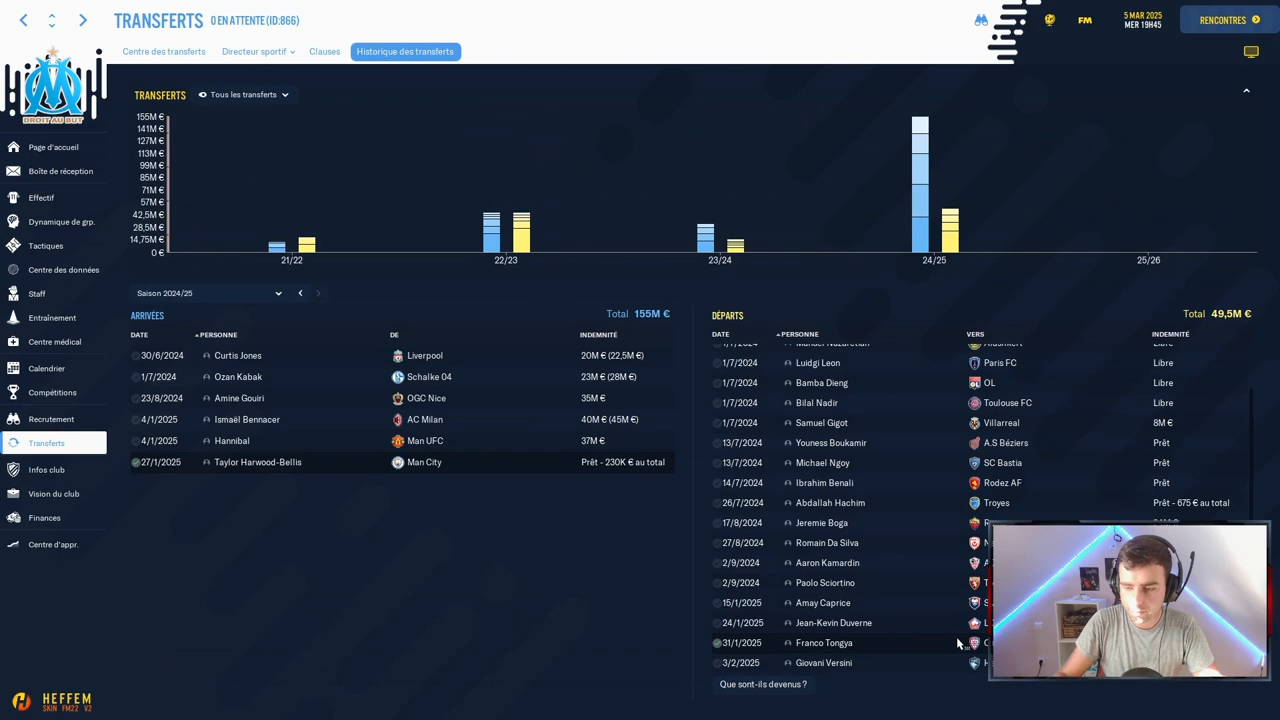 TRANSFERTS 0 EN ATTENTE (ID:866)
FM
5 MAR 2025
MER 19H45
RENCONTRES
Centre des transferts Directeur sportif Clauses Historique des transferts
DROIT AU BUT
Page d'accueil
Boîte de réception
Effectif
Dynamique de grp.
Tactiques
Centre des données
Staff
Entraînement
Centre médical
Calendrier
Compétitions
Recrutement
Transferts
Infos club
Vision du club
Finances
Centre d'appr.
HEFFEM
SKIN FM22 V2
TRANSFERTS Tous les transferts
155M €
141M €
127M €
113M €
99M €
85M €
71M €
57M €
42,5M €
28,5M €
14,75M €
0 €
21/22 22/23 23/24 24/25 25/26
Saison 2024/25
ARRIVÉES Total 155M €
DATE PERSONNE DE INDEMNITÉ
30/6/2024 Curtis Jones Liverpool 20M € (22,5M €)
1/7/2024 Ozan Kabak Schalke 04 23M € (28M €)
23/8/2024 Amine Gouiri OGC Nice 35M €
4/1/2025 Ismaël Bennacer AC Milan 40M € (45M €)
4/1/2025 Hannibal Man UFC 37M €
27/1/2025 Taylor Harwood-Bellis Man City Prêt - 230K € au total
DÉPARTS Total 49,5M €
DATE PERSONNE VERS INDEMNITÉ
1/7/2024 Luidgi Leon Paris FC Libre
1/7/2024 Bamba Dieng OL Libre
1/7/2024 Bilal Nadir Toulouse FC Libre
1/7/2024 Samuel Gigot Villarreal 8M €
13/7/2024 Youness Boukamir A.S Béziers Prêt
13/7/2024 Michael Ngoy SC Bastia Prêt
14/7/2024 Ibrahim Benali Rodez AF Prêt
26/7/2024 Abdallah Hachim Troyes Prêt - 675 € au total
17/8/2024 Jeremie Boga
27/8/2024 Romain Da Silva
2/9/2024 Aaron Kamardin
2/9/2024 Paolo Sciortino
15/1/2025 Amay Caprice
24/1/2025 Jean-Kevin Duverne
31/1/2025 Franco Tongya
3/2/2025 Giovani Versini
Que sont-ils devenus ?